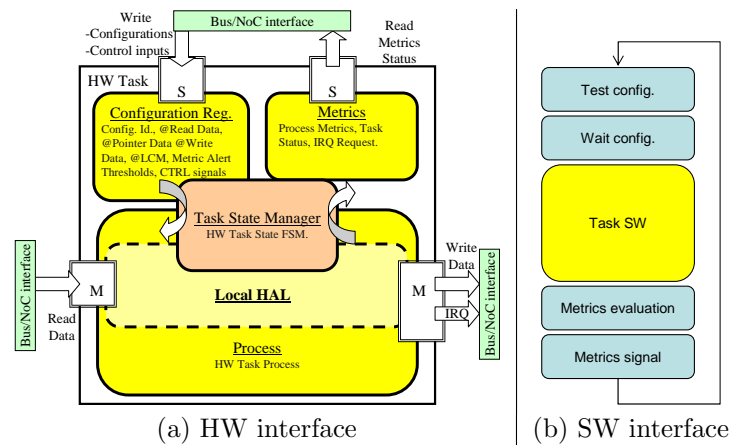 Write
-Configurations
-Control inputs
Bus/NoC interface
Read
Metrics
Status
HW Task
S
S
Configuration Reg.
Config. Id., @Read Data,
@Pointer Data @Write
Data, @LCM, Metric Alert
Thresholds, CTRL signals
Metrics
Process Metrics, Task
Status, IRQ Request.
Task State Manager
HW Task State FSM.
Bus/NoC interface
M
Read
Data
Local HAL
M
Write
Data
IRQ
Bus/NoC interface
Process
HW Task Process
(a) HW interface
Test config.
Wait config.
Task SW
Metrics evaluation
Metrics signal
(b) SW interface